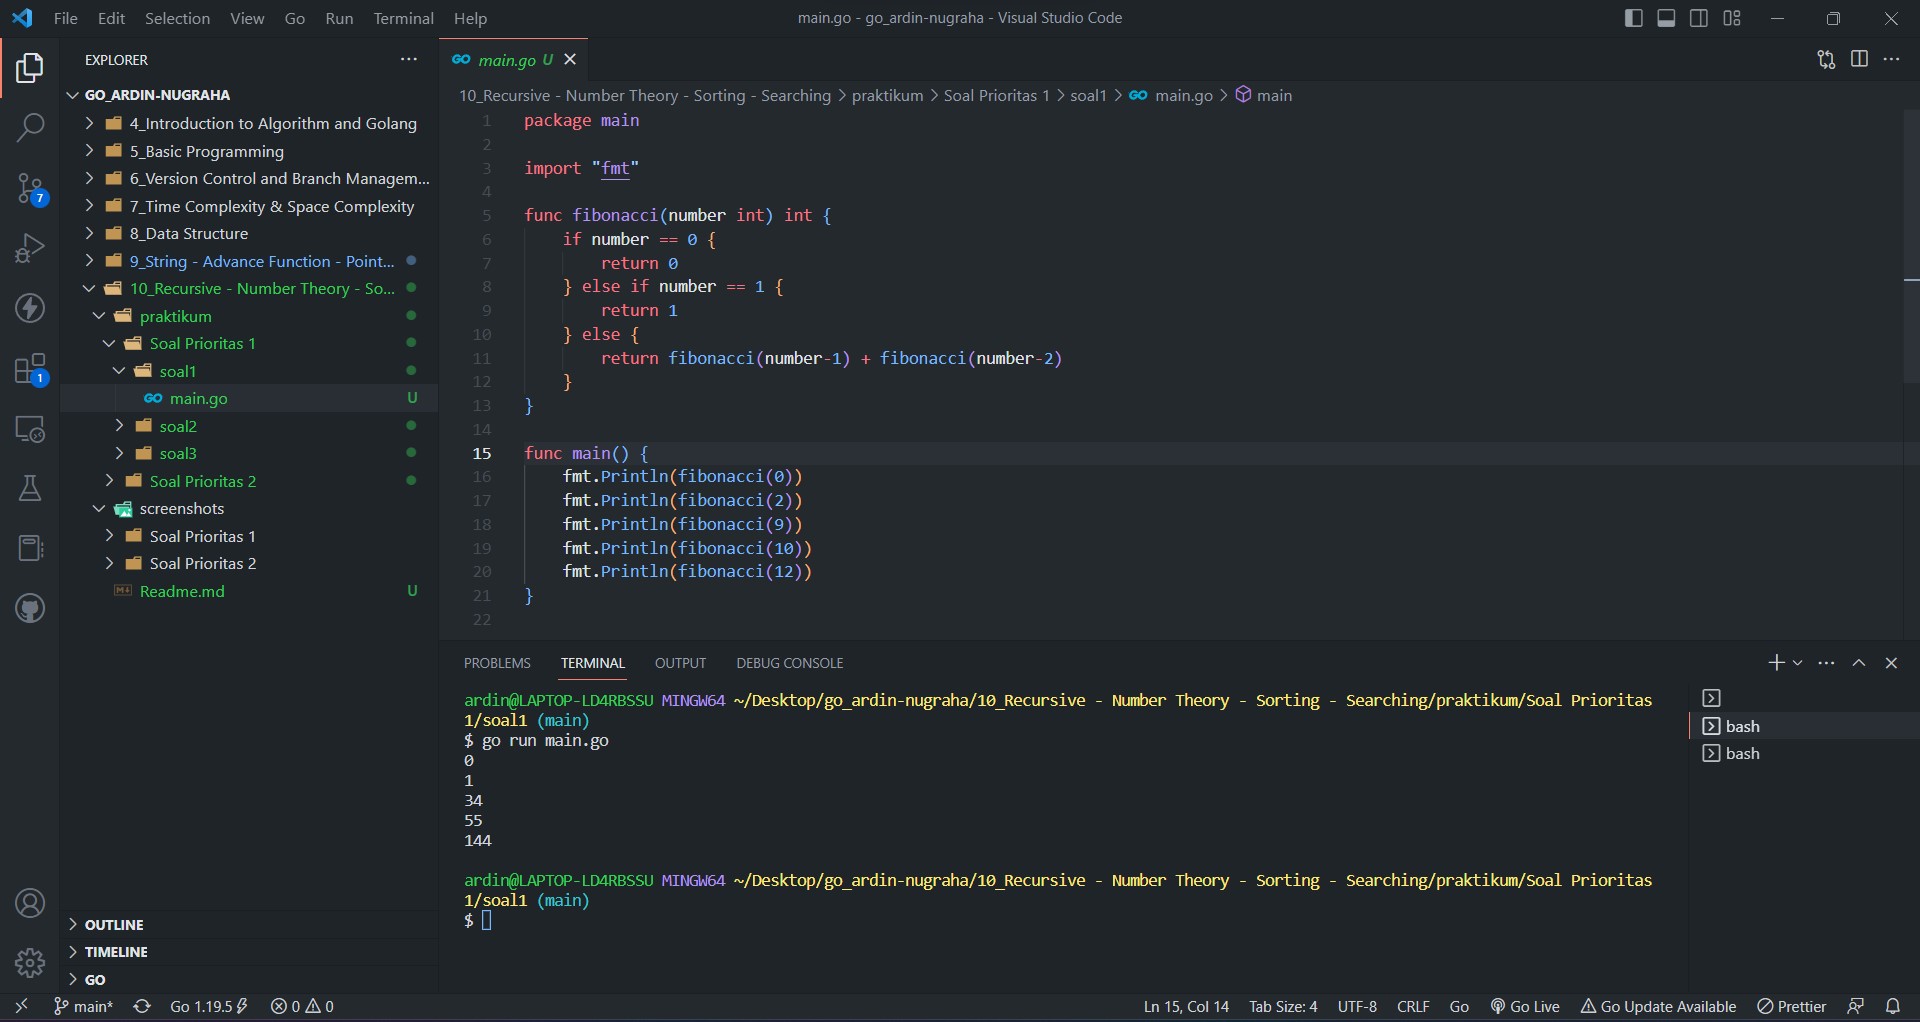 File Edit Selection View Go Run Terminal Help
main.go - go_ardin-nugraha - Visual Studio Code
EXPLORER
GO_ARDIN-NUGRAHA
4_Introduction to Algorithm and Golang
5_Basic Programming
6_Version Control and Branch Managem...
7_Time Complexity & Space Complexity
8_Data Structure
9_String - Advance Function - Point...
10_Recursive - Number Theory - So...
praktikum
Soal Prioritas 1
soal1
GO main.go U
soal2
soal3
Soal Prioritas 2
screenshots
Soal Prioritas 1
Soal Prioritas 2
Readme.md U
OUTLINE
TIMELINE
GO
7
1
GO main.go U
10_Recursive - Number Theory - Sorting - Searching > praktikum > Soal Prioritas 1 > soal1 > GO main.go > main
1 package main
2
3 import "fmt"
4
5 func fibonacci(number int) int {
6 if number == 0 {
7 return 0
8 } else if number == 1 {
9 return 1
10 } else {
11 return fibonacci(number-1) + fibonacci(number-2)
12 }
13 }
14
15 func main() {
16 fmt.Println(fibonacci(0))
17 fmt.Println(fibonacci(2))
18 fmt.Println(fibonacci(9))
19 fmt.Println(fibonacci(10))
20 fmt.Println(fibonacci(12))
21 }
22
PROBLEMS TERMINAL OUTPUT DEBUG CONSOLE
ardin@LAPTOP-LD4RBSSU MINGW64 ~/Desktop/go_ardin-nugraha/10_Recursive - Number Theory - Sorting - Searching/praktikum/Soal Prioritas
1/soal1 (main)
$ go run main.go
0
1
34
55
144
ardin@LAPTOP-LD4RBSSU MINGW64 ~/Desktop/go_ardin-nugraha/10_Recursive - Number Theory - Sorting - Searching/praktikum/Soal Prioritas
1/soal1 (main)
$
bash
bash
main* Go 1.19.5 0 0 Ln 15, Col 14 Tab Size: 4 UTF-8 CRLF Go Go Live Go Update Available Prettier